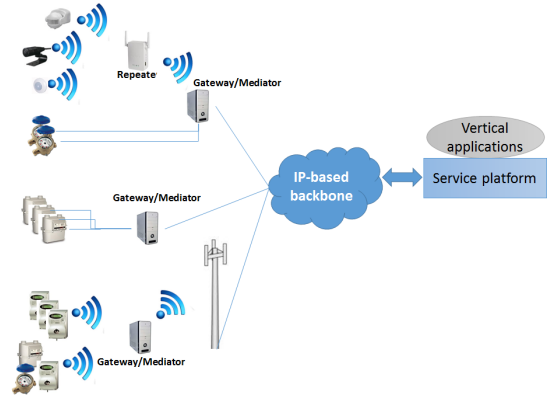 Repeate
Gateway/Mediator
Vertical
applications
IP-based
backbone
Service platform
Gateway/Mediator
Gateway/Mediator